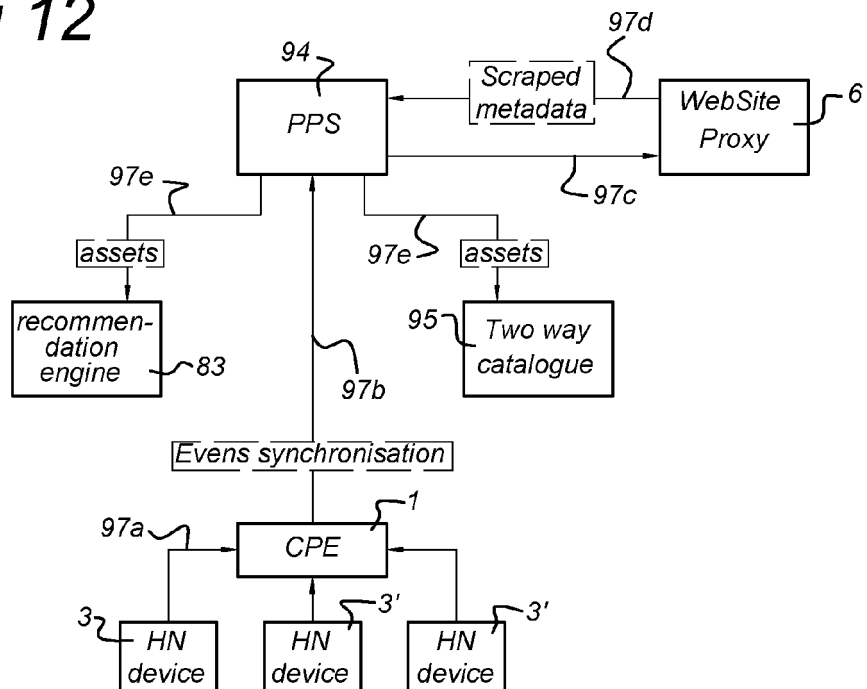 12
94
PPS
Scraped
metadata
97d
WebSite
Proxy
6
97c
97e
assets
97e
assets
recommen-
dation
engine
83
95
Two way
catalogue
97b
Evens synchronisation
97a
1
CPE
3
HN
device
3'
HN
device
3'
HN
device